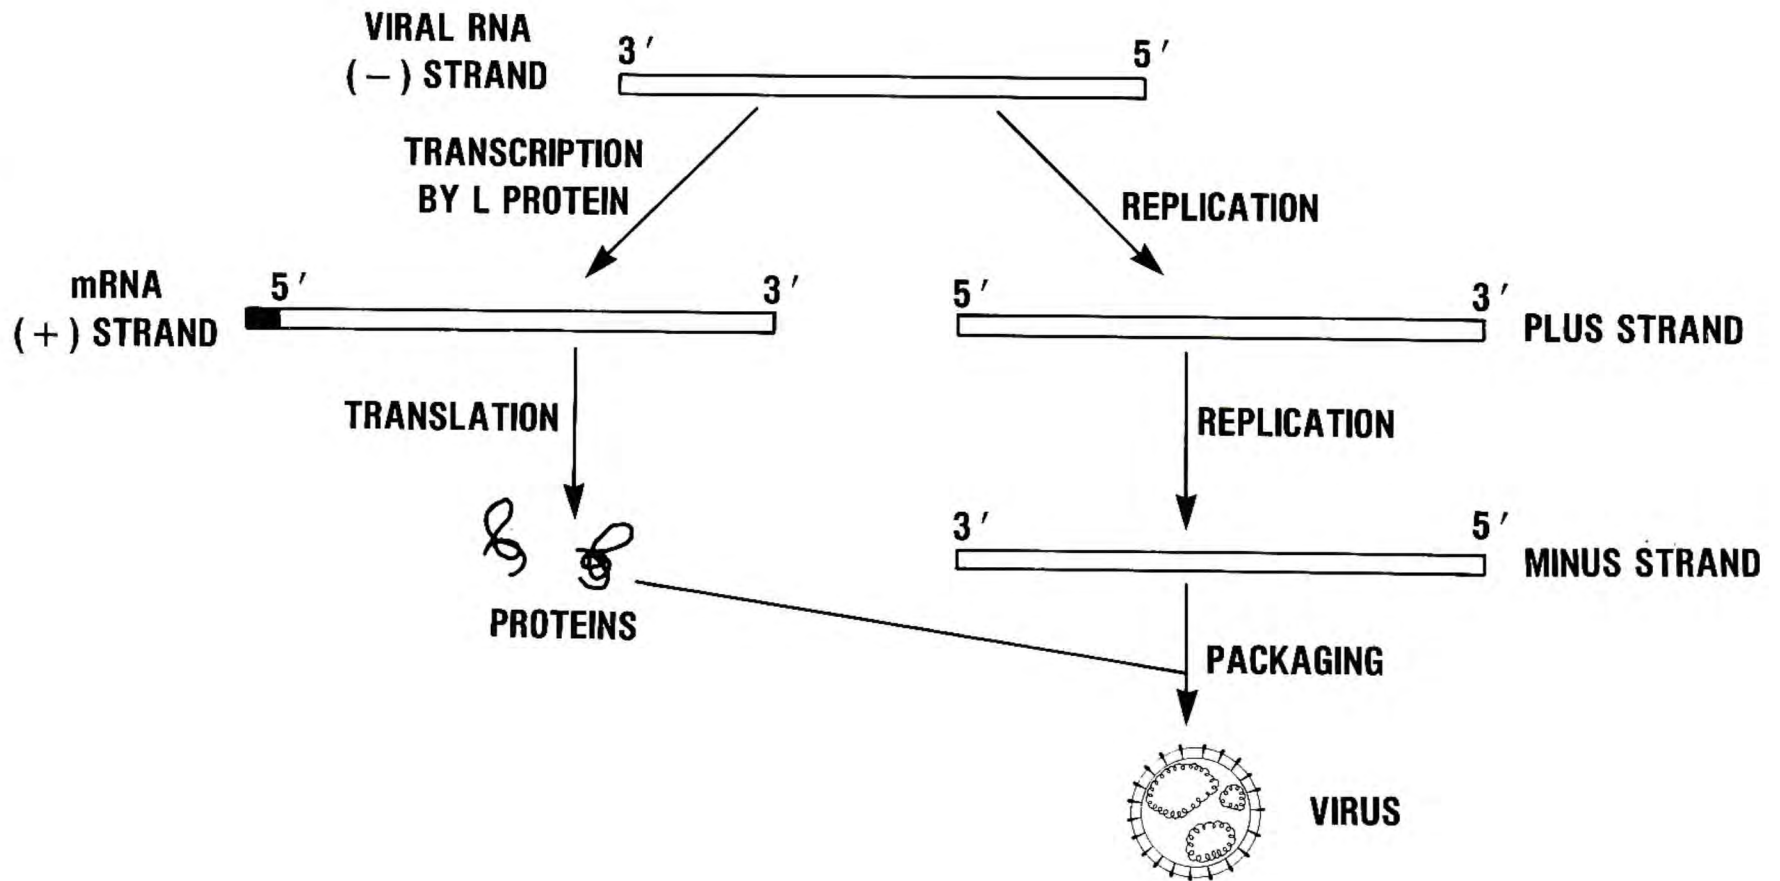 VIRAL RNA
(−) STRAND
3′
5′
TRANSCRIPTION
BY L PROTEIN
REPLICATION
mRNA
(+) STRAND
5′
3′
5′
3′
PLUS STRAND
TRANSLATION
REPLICATION
3′
5′
MINUS STRAND
PROTEINS
PACKAGING
VIRUS